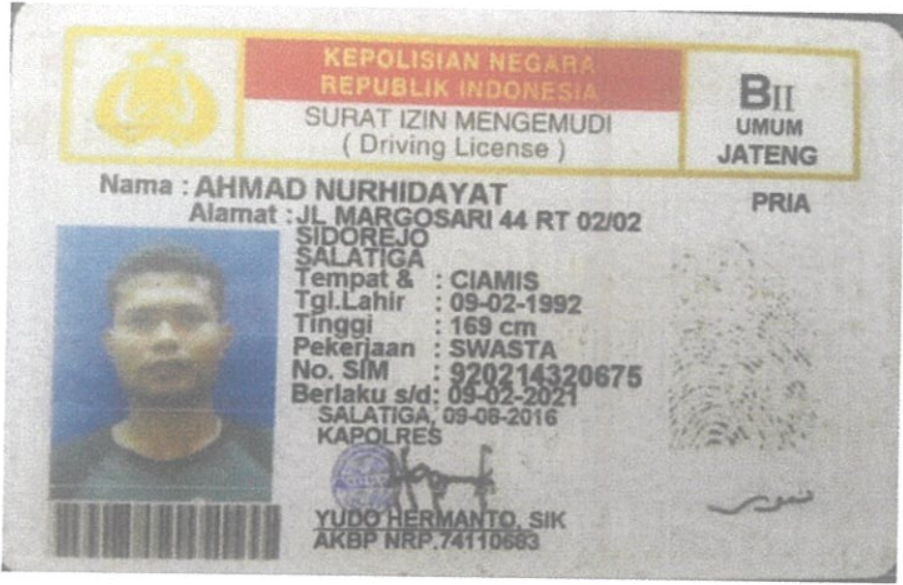 KEPOLISIAN NEGARA
REPUBLIK INDONESIA
SURAT IZIN MENGEMUDI
( Driving License )
BII
UMUM
JATENG
Nama : AHMAD NURHIDAYAT
PRIA
Alamat : JL MARGOSARI 44 RT 02/02
SIDOREJO
SALATIGA
Tempat & : CIAMIS
Tgl.Lahir : 09-02-1992
Tinggi : 169 cm
Pekerjaan : SWASTA
No. SIM : 920214320675
Berlaku s/d: 09-02-2021
SALATIGA, 09-08-2016
KAPOLRES
YUDO HERMANTO, SIK
AKBP NRP.74110683